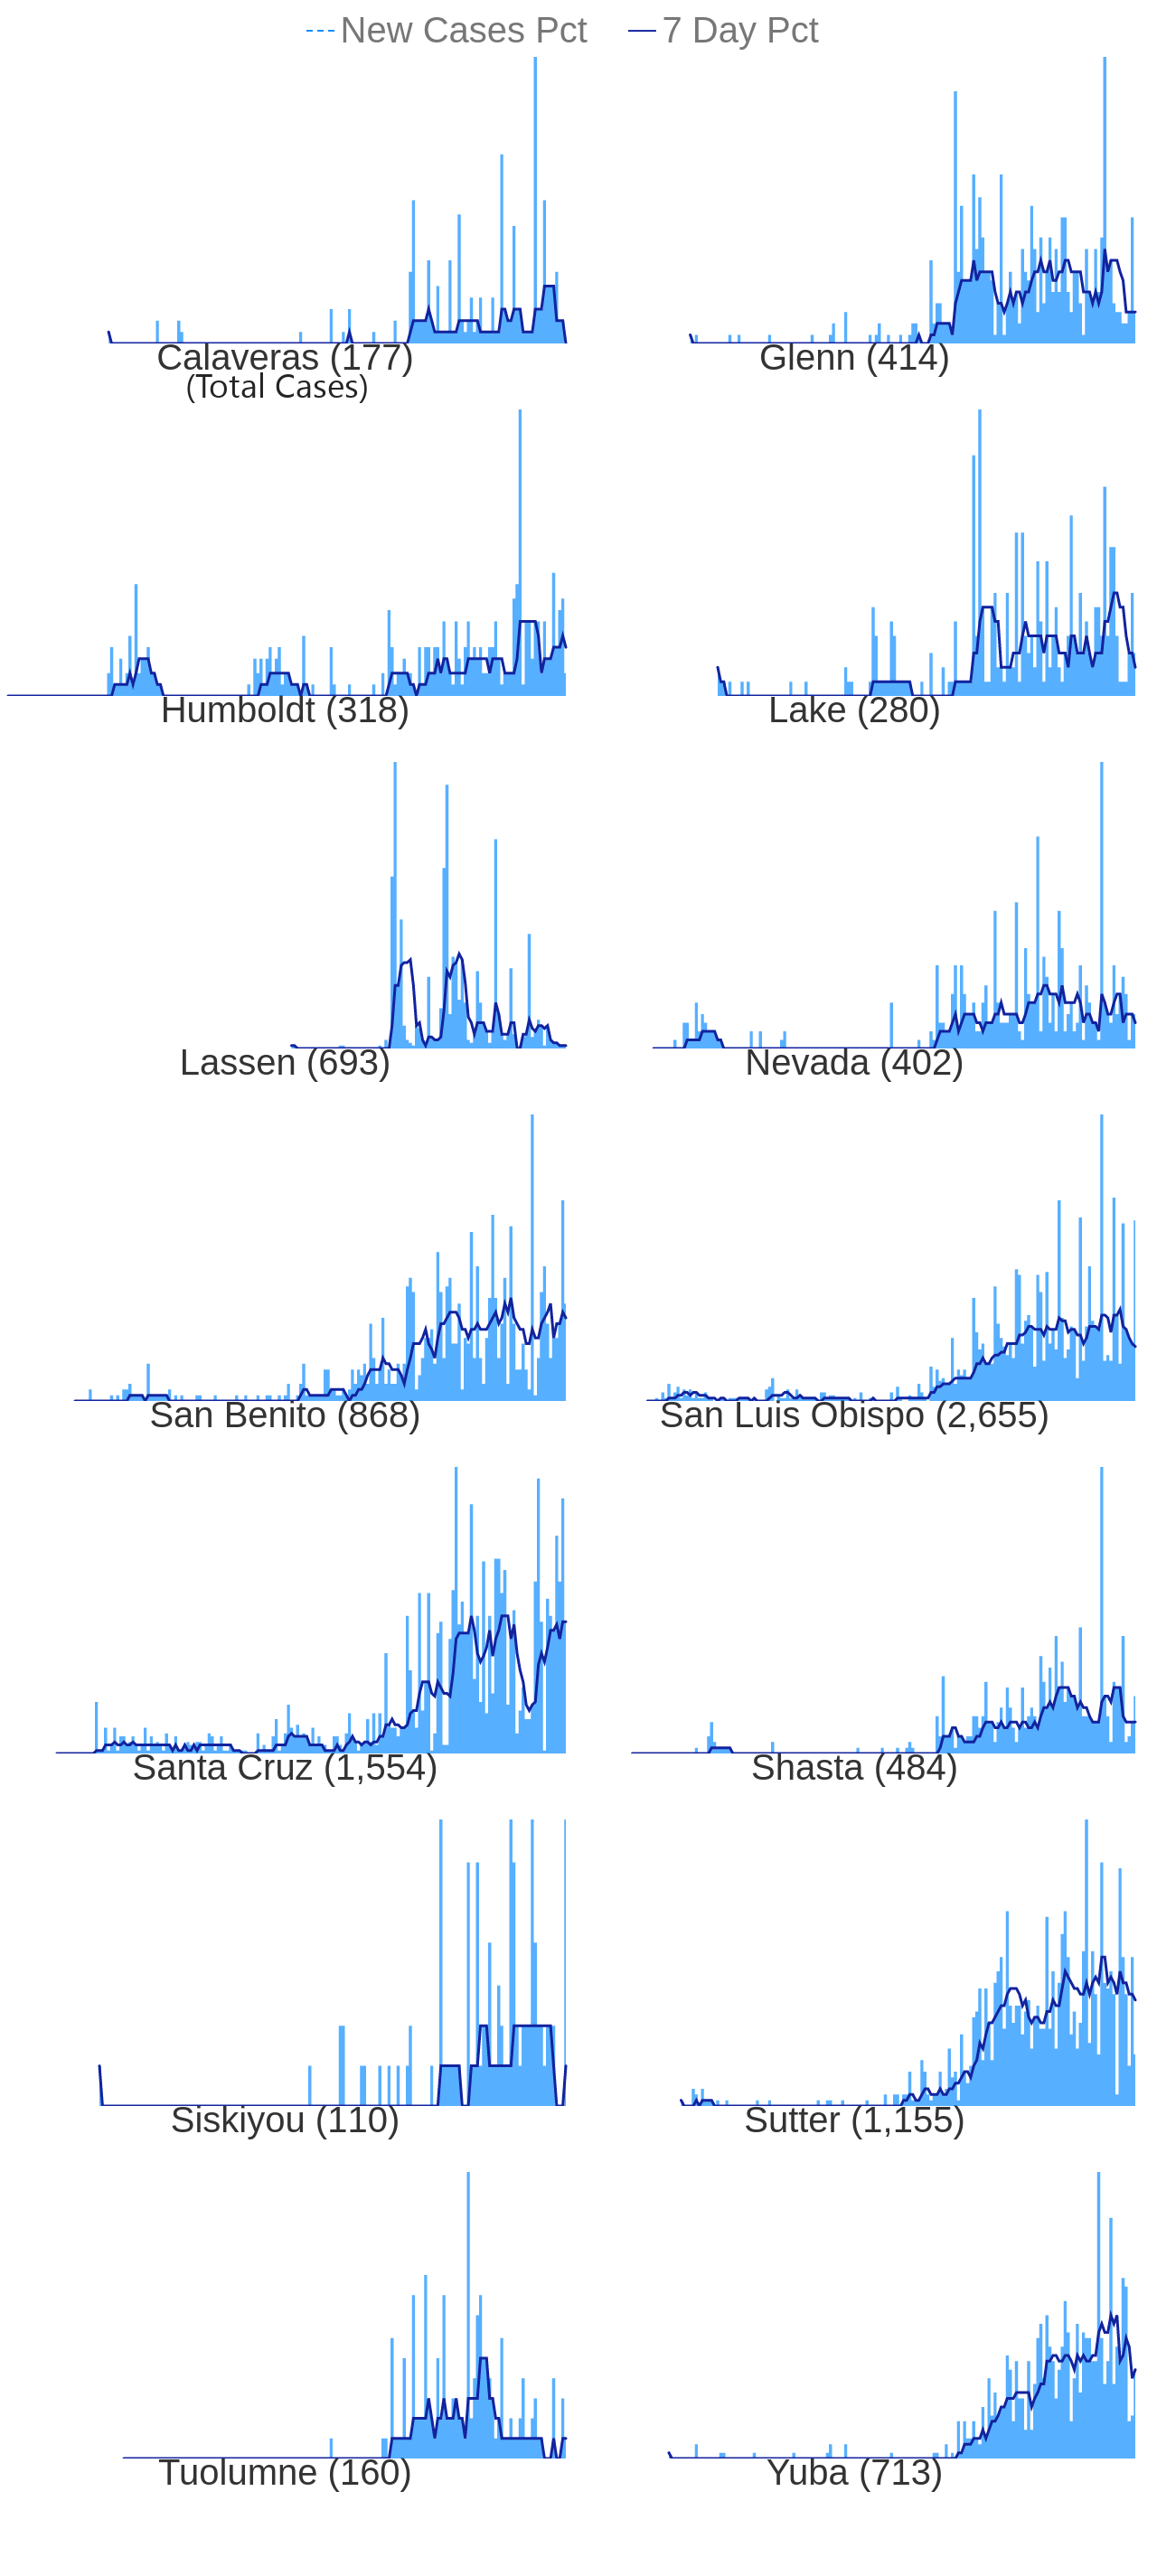 New Cases Pct 7 Day Pct
Calaveras (177) Glenn (414)
(Total Cases)
Humboldt (318) Lake (280)
Lassen (693) Nevada (402)
San Benito (868) San Luis Obispo (2,655)
Santa Cruz (1,554) Shasta (484)
Siskiyou (110) Sutter (1,155)
Tuolumne (160) Yuba (713)